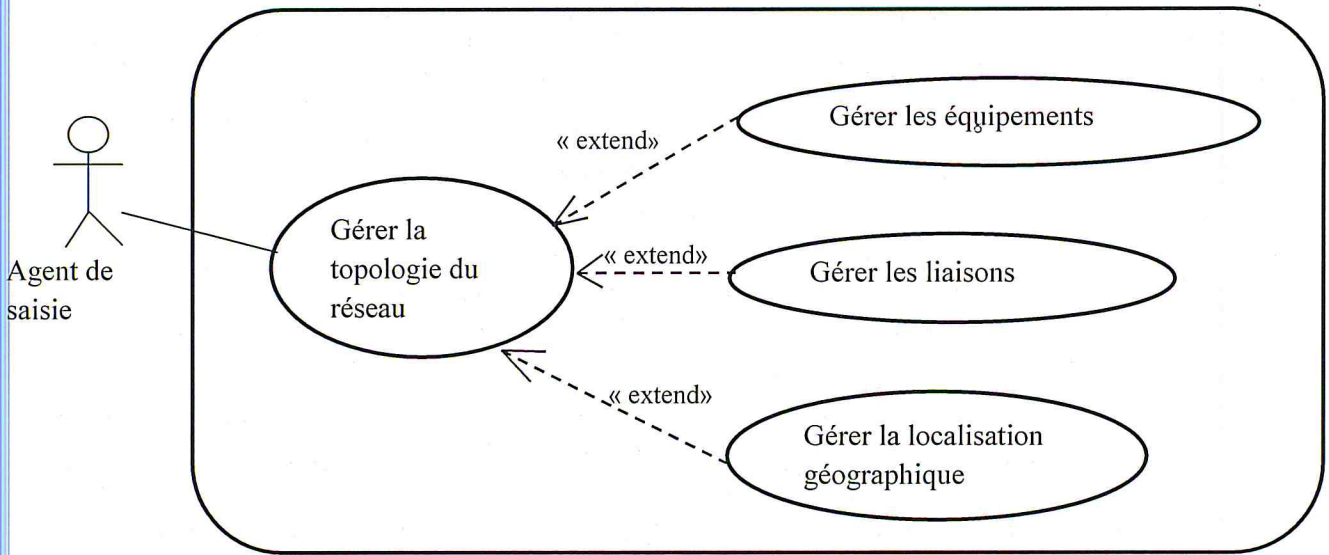 Gérer les équipements
« extend»
Gérer la
topologie du
réseau
« extend»
Gérer les liaisons
Agent de
saisie
« extend»
Gérer la localisation
géographique